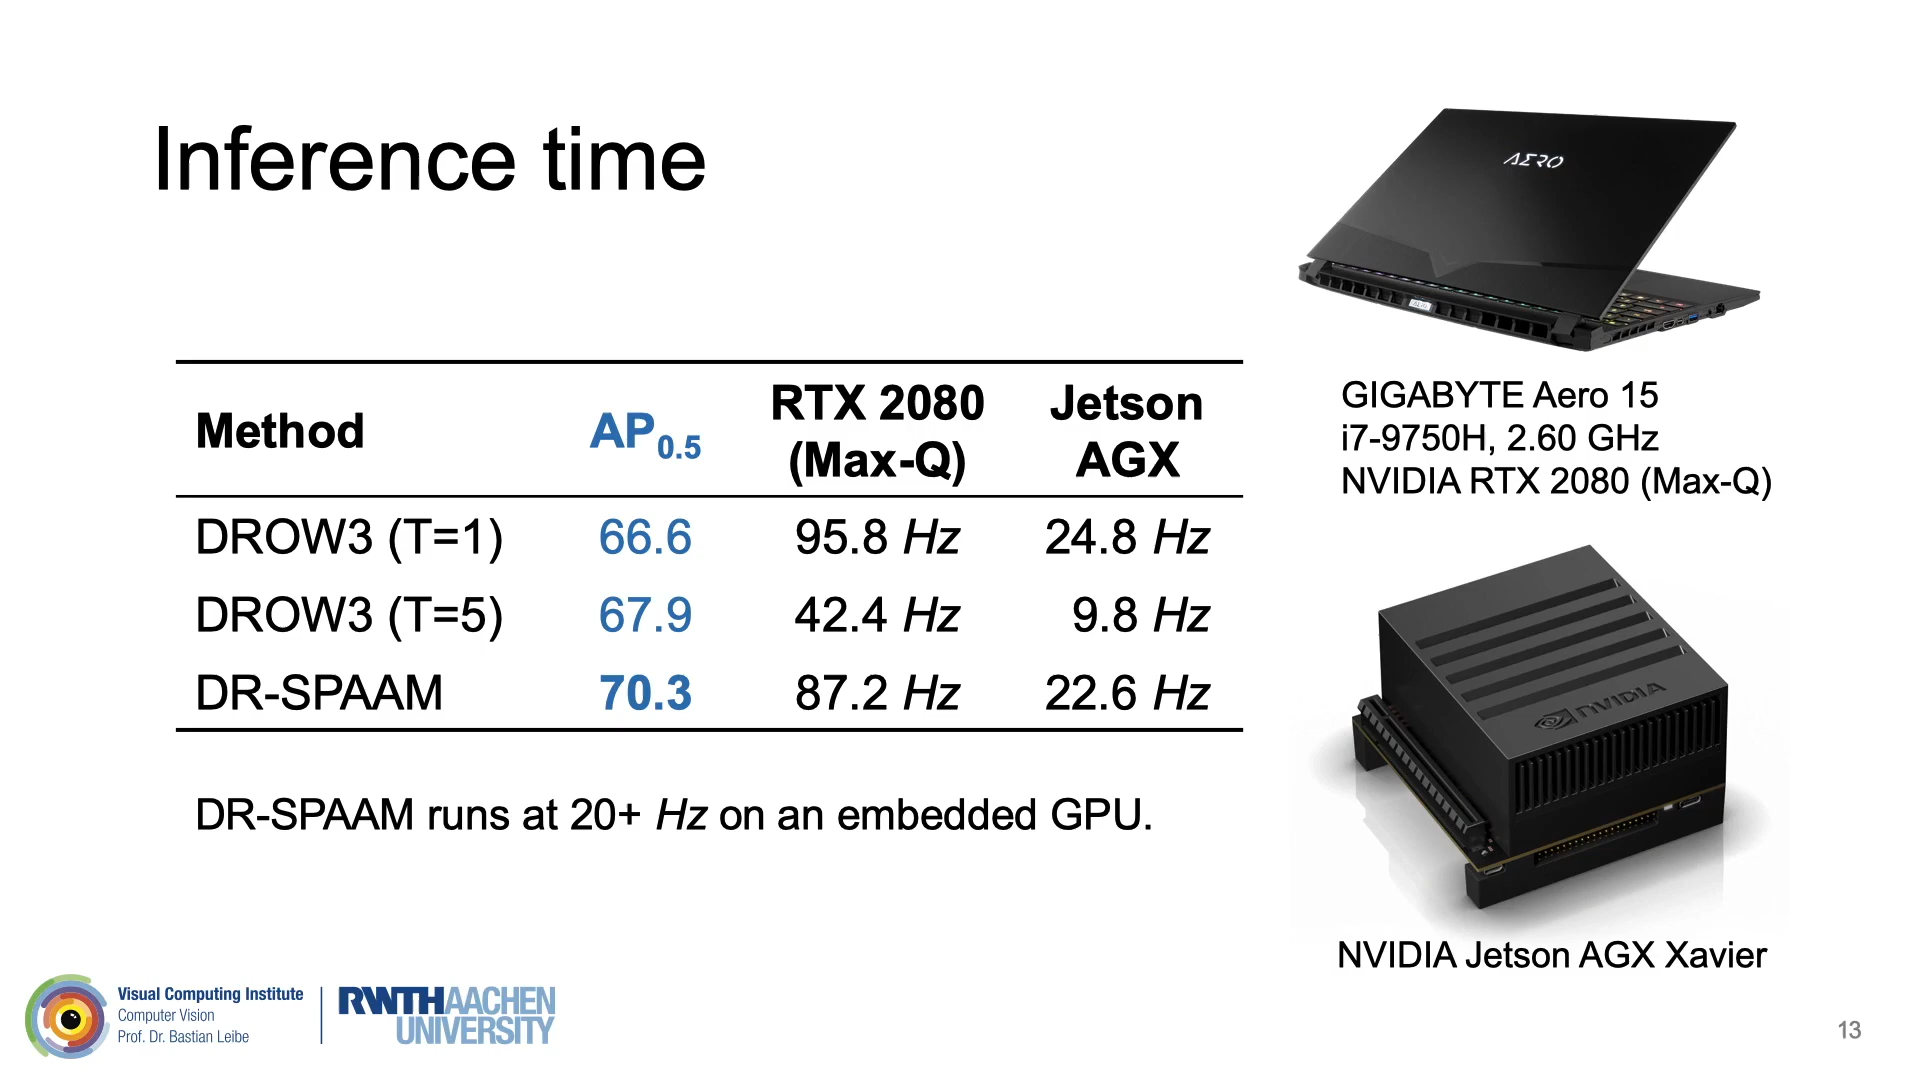 Inference time
AERO
Method AP0.5 RTX 2080 (Max-Q) Jetson AGX
DROW3 (T=1) 66.6 95.8 Hz 24.8 Hz
DROW3 (T=5) 67.9 42.4 Hz 9.8 Hz
DR-SPAAM 70.3 87.2 Hz 22.6 Hz
DR-SPAAM runs at 20+ Hz on an embedded GPU.
GIGABYTE Aero 15
i7-9750H, 2.60 GHz
NVIDIA RTX 2080 (Max-Q)
NVIDIA
NVIDIA Jetson AGX Xavier
Visual Computing Institute
Computer Vision
Prof. Dr. Bastian Leibe
RWTH AACHEN
UNIVERSITY
13